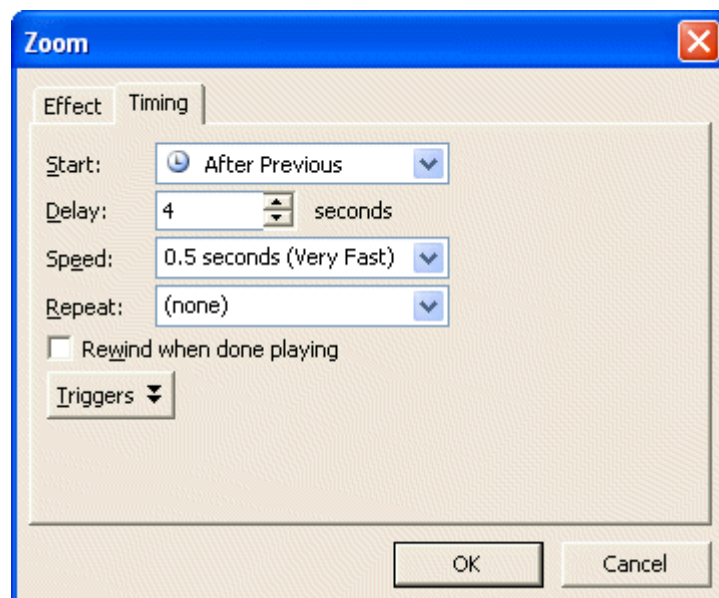 Zoom
Effect Timing
Start: After Previous
Delay: 4 seconds
Speed: 0.5 seconds (Very Fast)
Repeat: (none)
Rewind when done playing
Triggers
OK Cancel